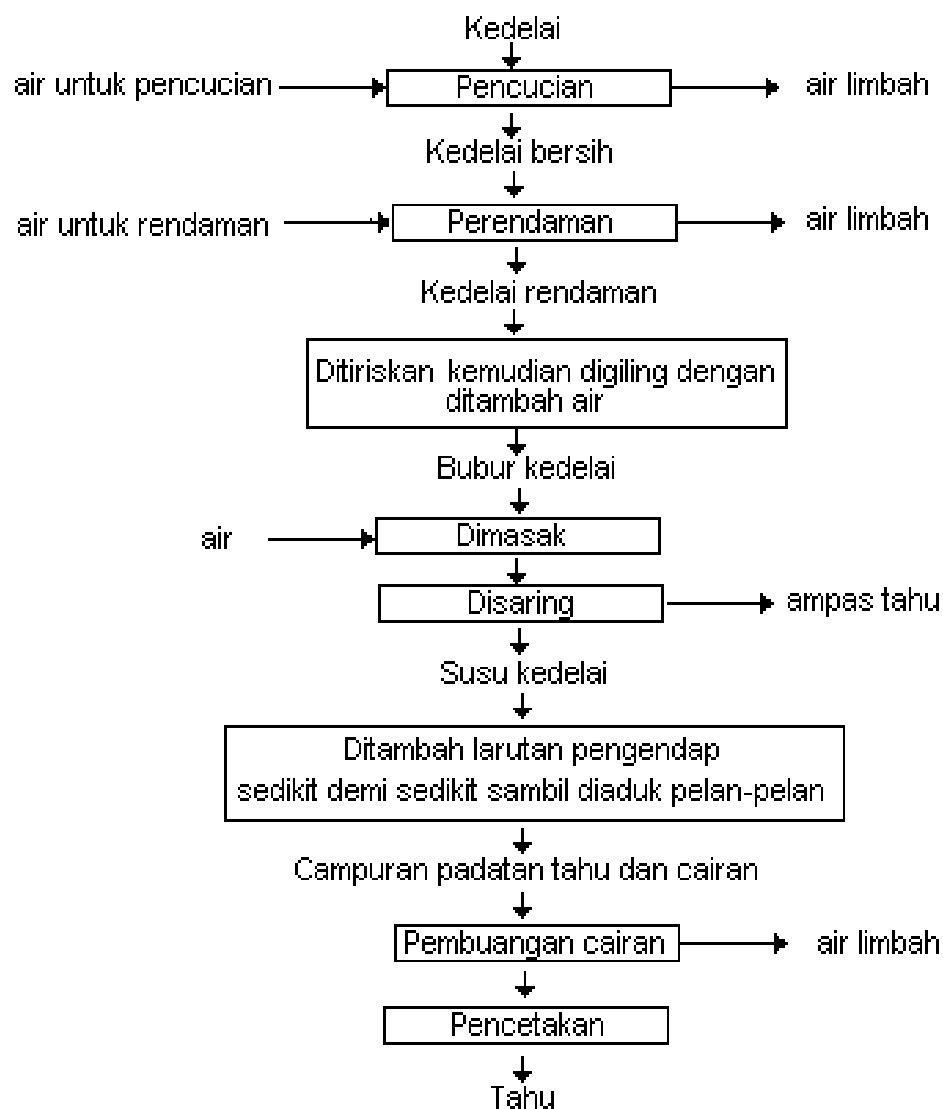 Kedelai
air untuk pencucian
Pencucian
air limbah
Kedelai bersih
air untuk rendaman
Perendaman
air limbah
Kedelai rendaman
Ditiriskan kemudian digiling dengan
ditambah air
Bubur kedelai
air
Dimasak
Disaring
ampas tahu
Susu kedelai
Ditambah larutan pengendap
sedikit demi sedikit sambil diaduk pelan-pelan
Campuran padatan tahu dan cairan
Pembuangan cairan
air limbah
Pencetakan
Tahu